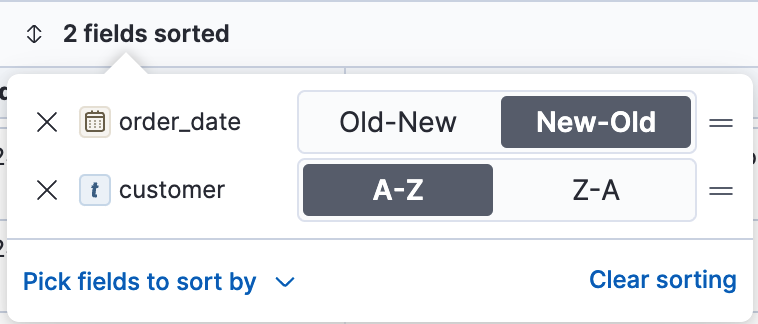 2 fields sorted
order_date Old-New New-Old
t customer A-Z Z-A
Pick fields to sort by Clear sorting